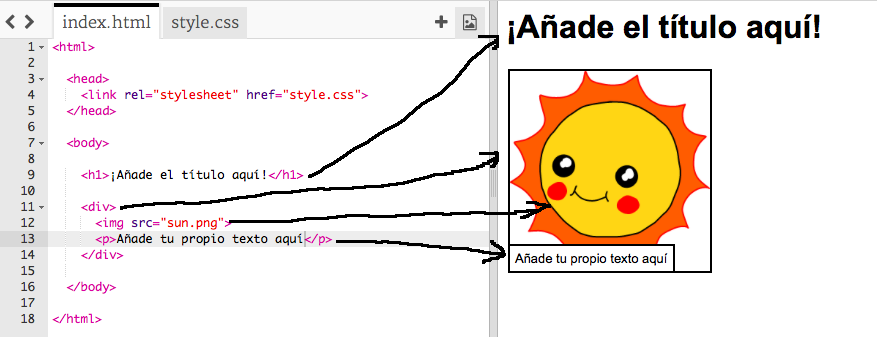 index.html
style.css
1 <html>
2
3 <head>
4 <link rel="stylesheet" href="style.css">
5 </head>
6
7 <body>
8
9 <h1>¡Añade el título aquí!</h1>
10
11 <div>
12 <img src="sun.png">
13 <p>Añade tu propio texto aquí</p>
14 </div>
15
16 </body>
17
18 </html>
¡Añade el título aquí!
Añade tu propio texto aquí